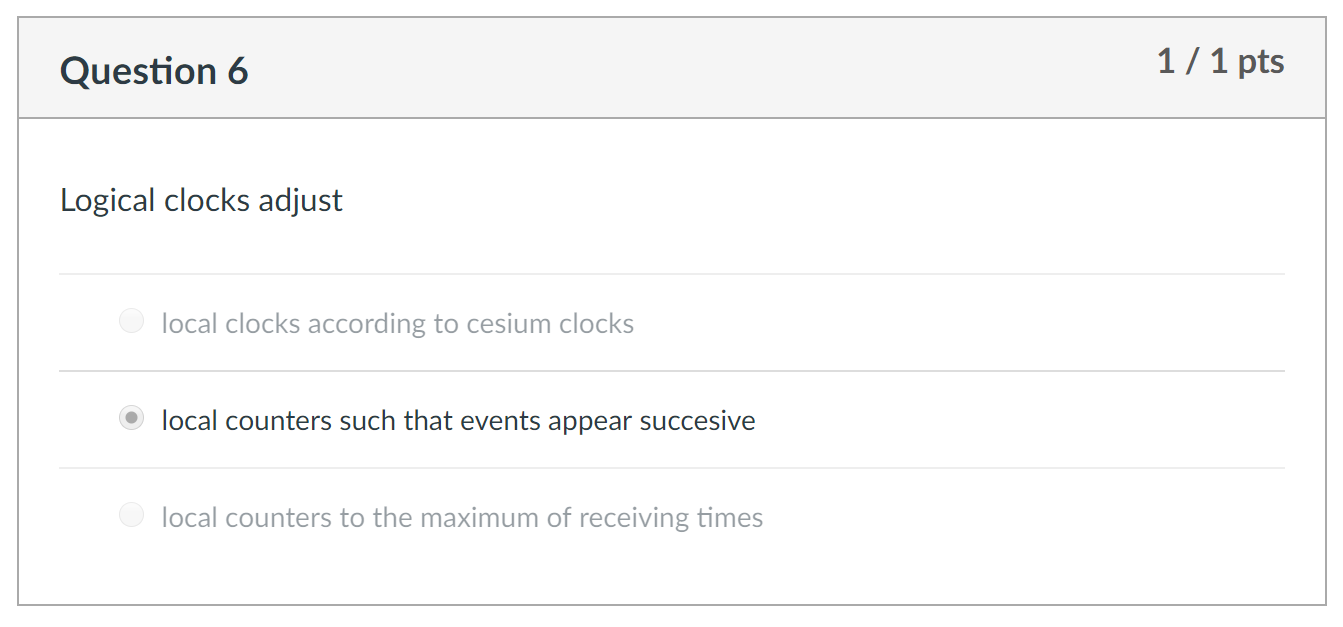 Question 6
1 / 1 pts
Logical clocks adjust
local clocks according to cesium clocks
local counters such that events appear succesive
local counters to the maximum of receiving times